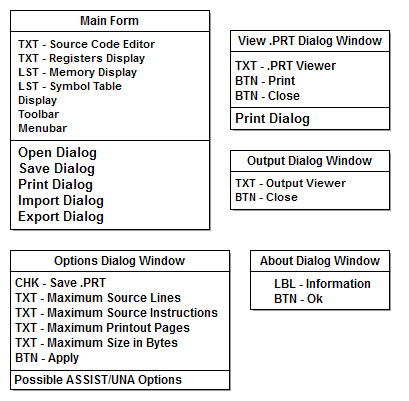 Main Form
TXT - Source Code Editor
TXT - Registers Display
LST - Memory Display
LST - Symbol Table
Display
Toolbar
Menubar
Open Dialog
Save Dialog
Print Dialog
Import Dialog
Export Dialog
View .PRT Dialog Window
TXT - .PRT Viewer
BTN - Print
BTN - Close
Print Dialog
Output Dialog Window
TXT - Output Viewer
BTN - Close
Options Dialog Window
CHK - Save .PRT
TXT - Maximum Source Lines
TXT - Maximum Source Instructions
TXT - Maximum Printout Pages
TXT - Maximum Size in Bytes
BTN - Apply
Possible ASSIST/UNA Options
About Dialog Window
LBL - Information
BTN - Ok